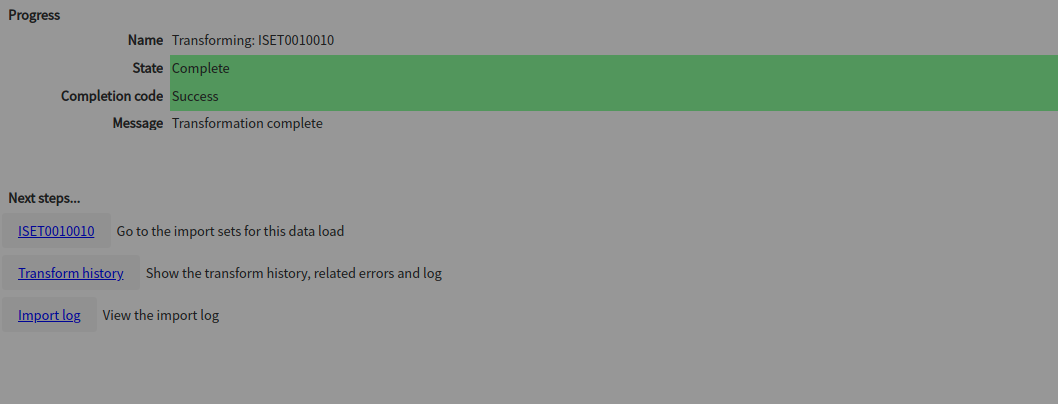 Progress
Name Transforming: ISET0010010
State Complete
Completion code Success
Message Transformation complete
Next steps...
ISET0010010 Go to the import sets for this data load
Transform history Show the transform history, related errors and log
Import log View the import log